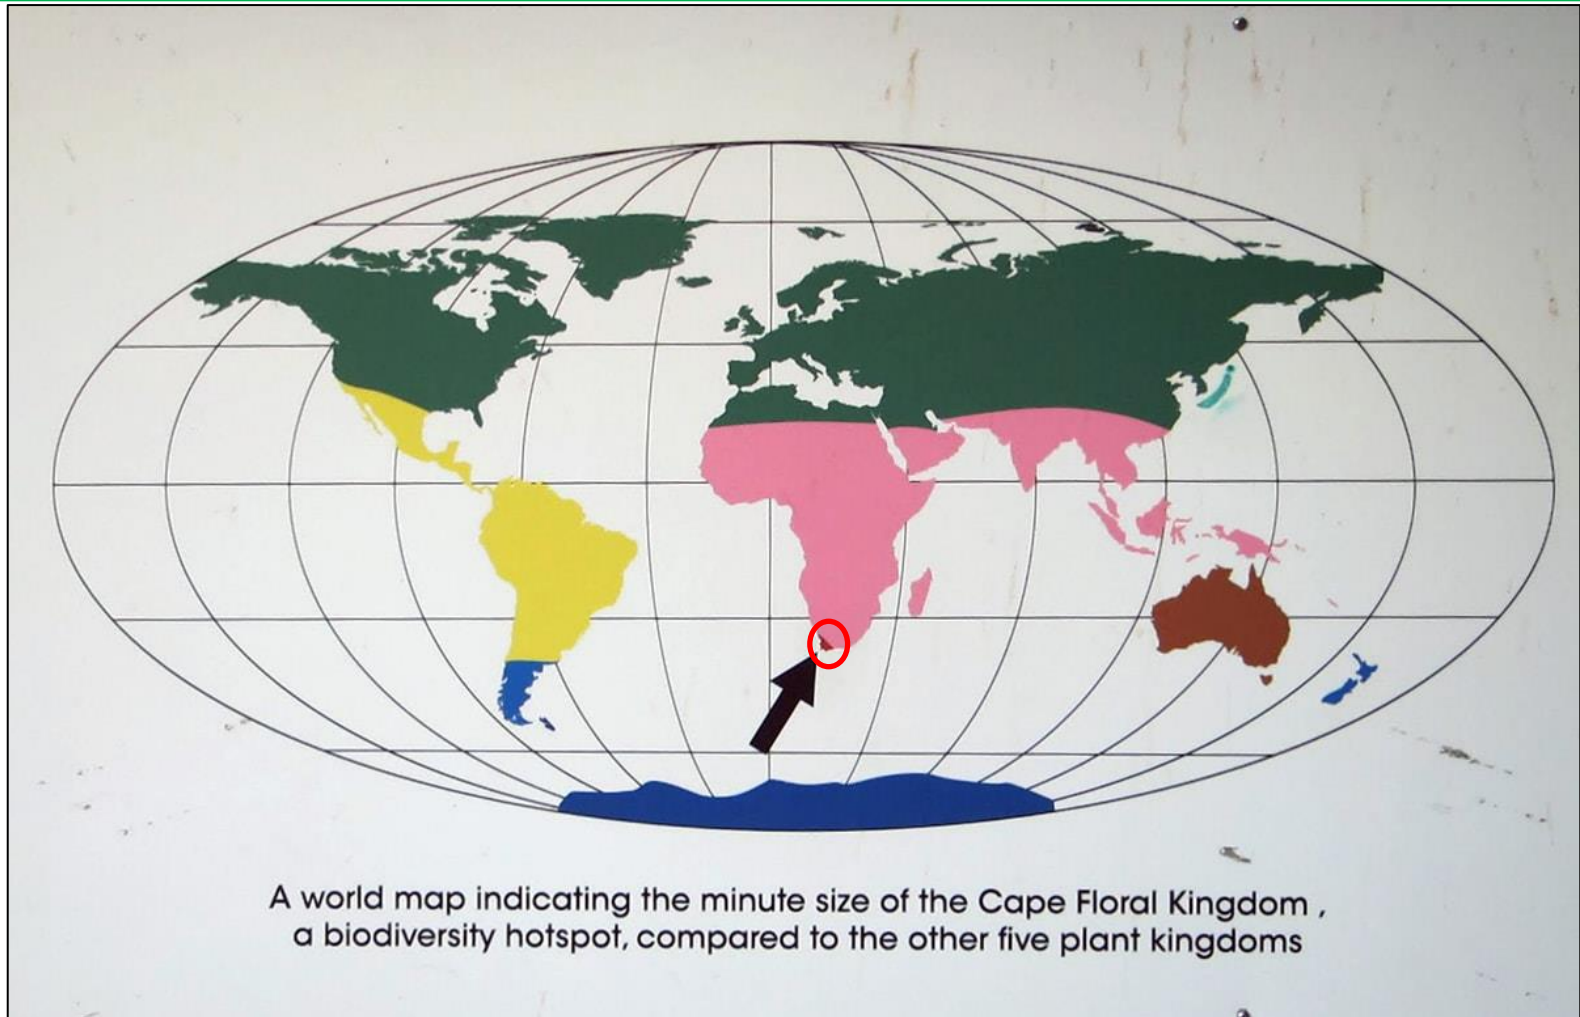 A world map indicating the minute size of the Cape Floral Kingdom ,
a biodiversity hotspot, compared to the other five plant kingdoms